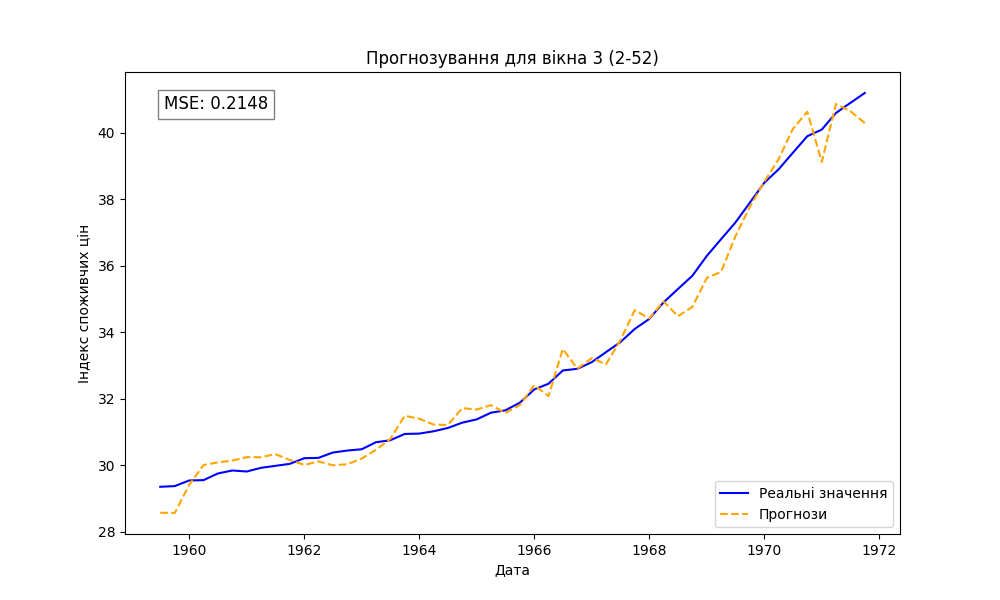 Прогнозування для вікна 3 (2-52)
MSE: 0.2148
Індекс споживчих цін
40
38
36
34
32
30
28
1960
1962
1964
1966
1968
1970
1972
Дата
Реальні значення
Прогнози